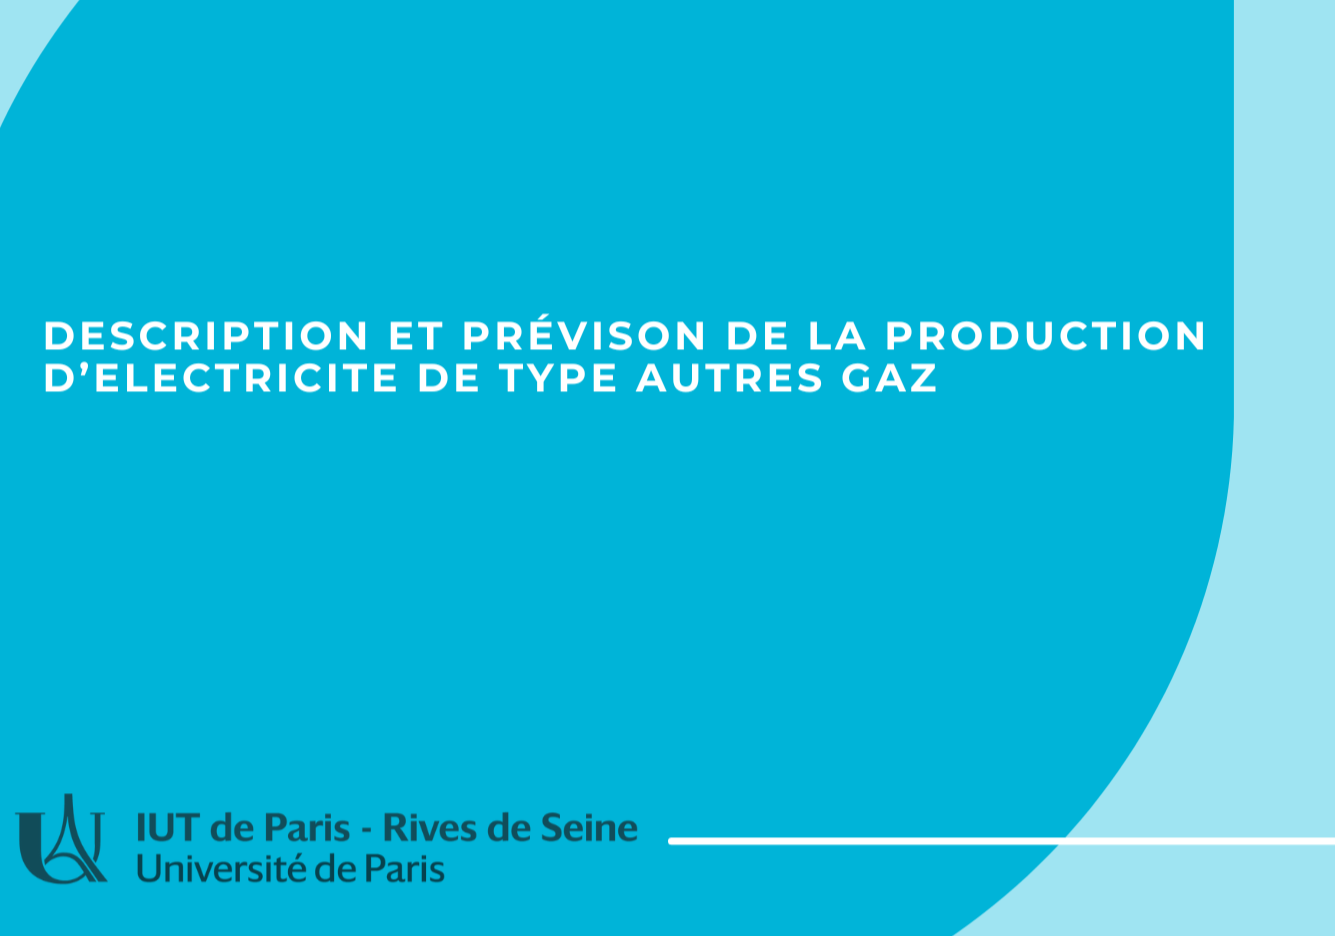 DESCRIPTION ET PRÉVISON DE LA PRODUCTION
D’ELECTRICITE DE TYPE AUTRES GAZ
IUT de Paris - Rives de Seine
Université de Paris